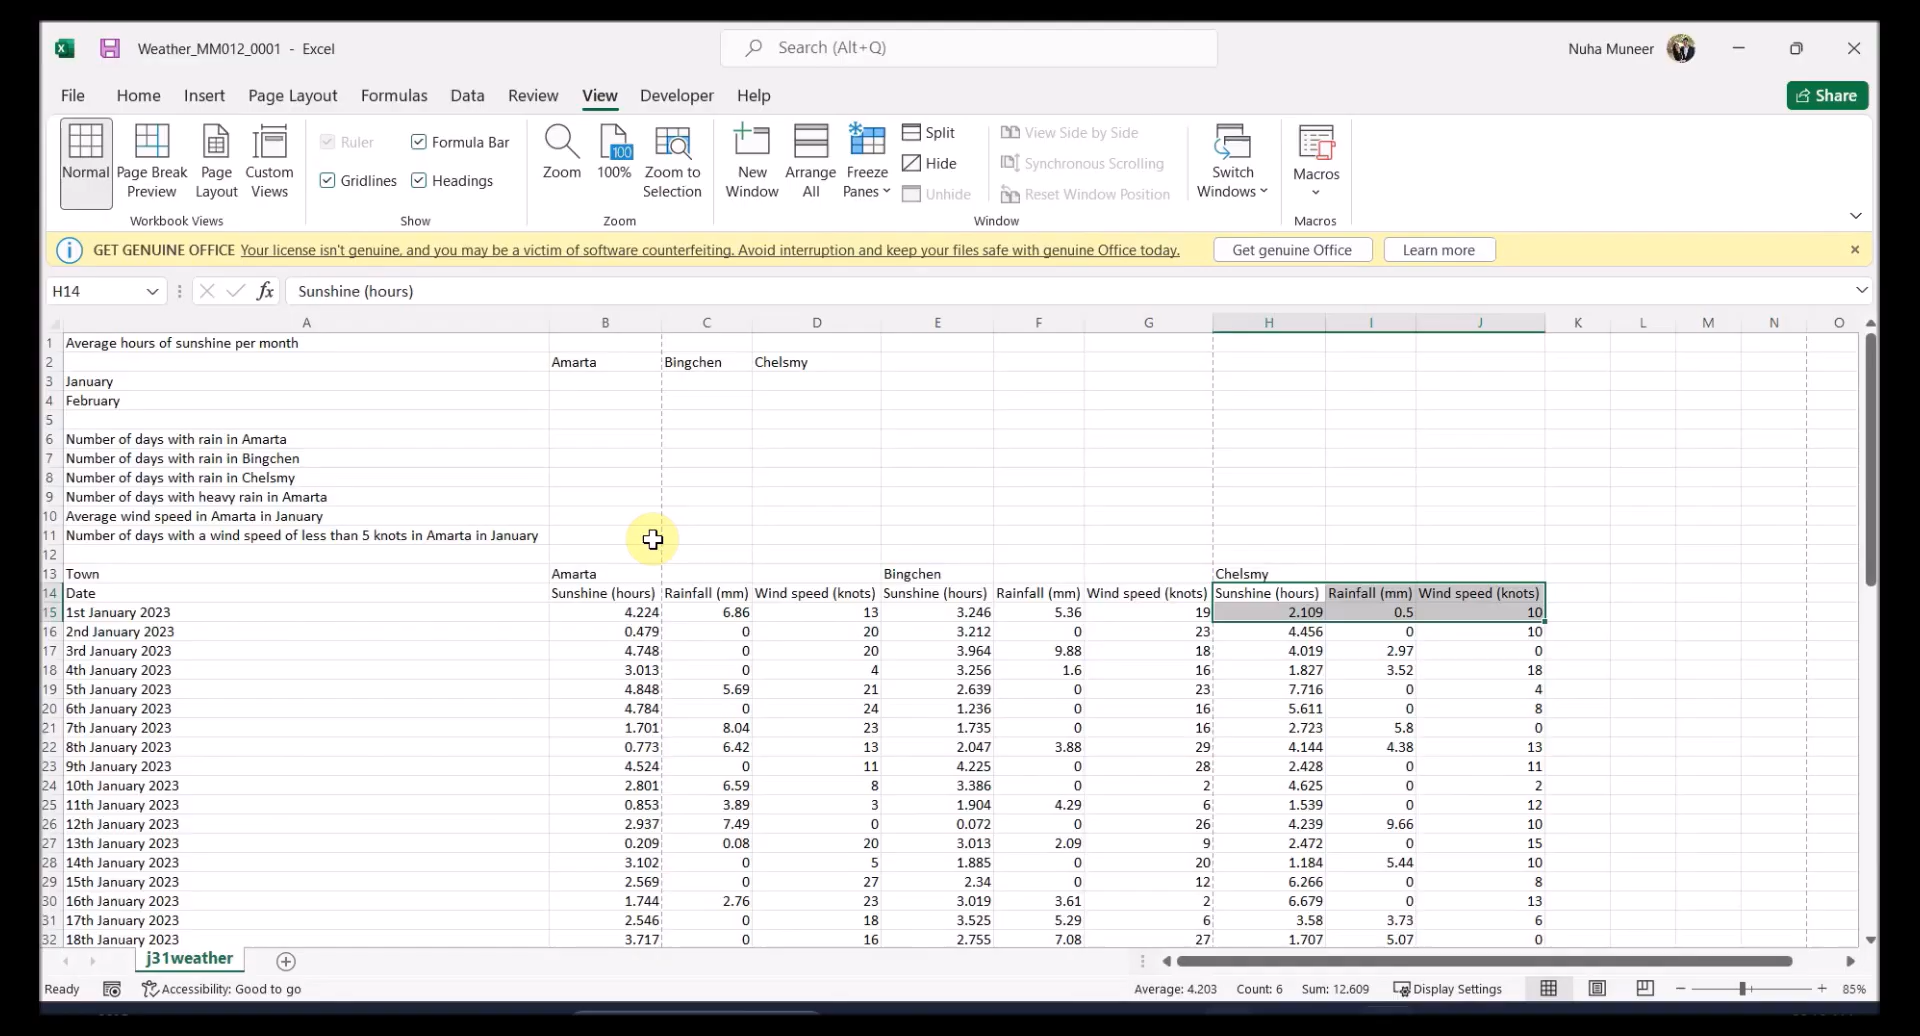 Weather_MM012_0001 - Excel
Search (Alt+Q)
Nuha Muneer
File Home Insert Page Layout Formulas Data Review View Developer Help
Share
Normal
Page Break Preview
Page Layout
Custom Views
Workbook Views
Ruler
Formula Bar
Gridlines
Headings
Show
Zoom
100
100%
Zoom to Selection
Zoom
New Window
Arrange All
Freeze Panes
Split
Hide
Unhide
View Side by Side
Synchronous Scrolling
Reset Window Position
Window
Switch Windows
Macros
Macros
GET GENUINE OFFICE Your license isn't genuine, and you may be a victim of software counterfeiting. Avoid interruption and keep your files safe with genuine Office today. Get genuine Office Learn more
H14 fx Sunshine (hours)
A B C D E F G H I J K L M N O
1 Average hours of sunshine per month
2 Amarta Bingchen Chelsmy
3 January
4 February
5
6 Number of days with rain in Amarta
7 Number of days with rain in Bingchen
8 Number of days with rain in Chelsmy
9 Number of days with heavy rain in Amarta
10 Average wind speed in Amarta in January
11 Number of days with a wind speed of less than 5 knots in Amarta in January
12
13 Town Amarta Bingchen Chelsmy
14 Date Sunshine (hours) Rainfall (mm) Wind speed (knots) Sunshine (hours) Rainfall (mm) Wind speed (knots) Sunshine (hours) Rainfall (mm) Wind speed (knots)
15 1st January 2023 4.224 6.86 13 3.246 5.36 19 2.109 0.5 10
16 2nd January 2023 0.479 0 20 3.212 0 23 4.456 0 10
17 3rd January 2023 4.748 0 20 3.964 9.88 18 4.019 2.97 0
18 4th January 2023 3.013 0 4 3.256 1.6 16 1.827 3.52 18
19 5th January 2023 4.848 5.69 21 2.639 0 23 7.716 0 4
20 6th January 2023 4.784 0 24 1.236 0 16 5.611 0 8
21 7th January 2023 1.701 8.04 23 1.735 0 16 2.723 5.8 0
22 8th January 2023 0.773 6.42 13 2.047 3.88 29 4.144 4.38 13
23 9th January 2023 4.524 0 11 4.225 0 28 2.428 0 11
24 10th January 2023 2.801 6.59 8 3.386 0 2 4.625 0 2
25 11th January 2023 0.853 3.89 3 1.904 4.29 6 1.539 0 12
26 12th January 2023 2.937 7.49 0 0.072 0 26 4.239 9.66 10
27 13th January 2023 0.209 0.08 20 3.013 2.09 9 2.472 0 15
28 14th January 2023 3.102 0 5 1.885 0 20 1.184 5.44 10
29 15th January 2023 2.569 0 27 2.34 0 12 6.266 0 8
30 16th January 2023 1.744 2.76 23 3.019 3.61 2 6.679 0 13
31 17th January 2023 2.546 0 18 3.525 5.29 6 3.58 3.73 6
32 18th January 2023 3.717 0 16 2.755 7.08 27 1.707 5.07 0
j31weather
Ready Accessibility: Good to go Average: 4.203 Count: 6 Sum: 12.609 Display Settings 85%